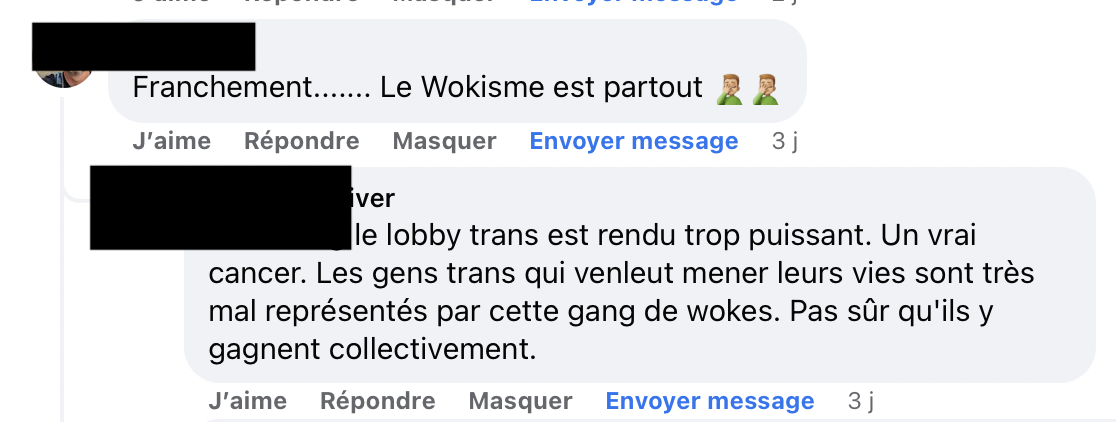 Franchement....... Le Wokisme est partout 🤦🏼‍♂️🤦🏼‍♂️
J'aime Répondre Masquer Envoyer message 3 j
iver
le lobby trans est rendu trop puissant. Un vrai
cancer. Les gens trans qui venleut mener leurs vies sont très
mal représentés par cette gang de wokes. Pas sûr qu'ils y
gagnent collectivement.
J'aime Répondre Masquer Envoyer message 3 j